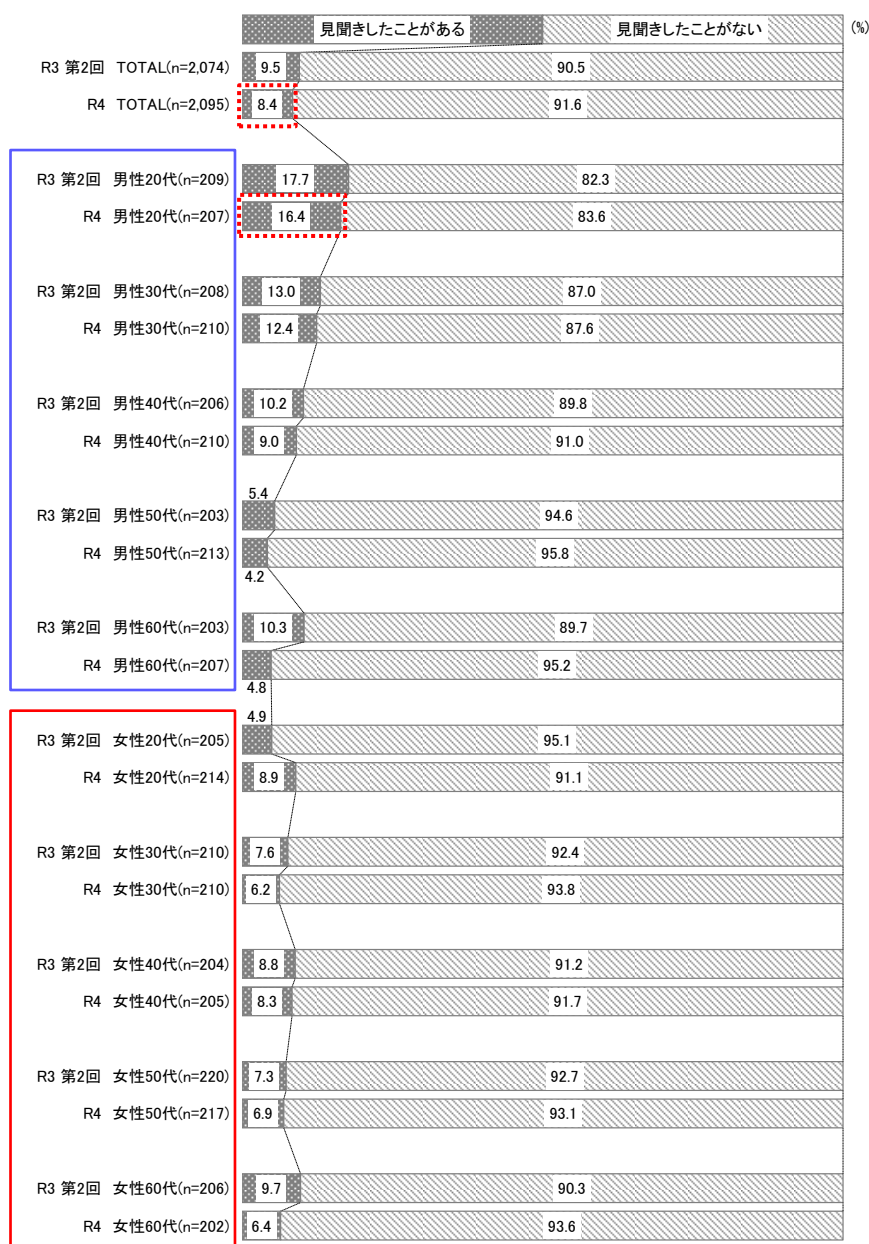 見聞きしたことがある 見聞きしたことがない (%)
R3 第2回 TOTAL(n=2,074) 9.5 90.5
R4 TOTAL(n=2,095) 8.4 91.6
R3 第2回 男性20代(n=209) 17.7 82.3
R4 男性20代(n=207) 16.4 83.6
R3 第2回 男性30代(n=208) 13.0 87.0
R4 男性30代(n=210) 12.4 87.6
R3 第2回 男性40代(n=206) 10.2 89.8
R4 男性40代(n=210) 9.0 91.0
5.4
R3 第2回 男性50代(n=203) 94.6
R4 男性50代(n=213) 95.8
4.2
R3 第2回 男性60代(n=203) 10.3 89.7
R4 男性60代(n=207) 95.2
4.8
4.9
R3 第2回 女性20代(n=205) 95.1
R4 女性20代(n=214) 8.9 91.1
R3 第2回 女性30代(n=210) 7.6 92.4
R4 女性30代(n=210) 6.2 93.8
R3 第2回 女性40代(n=204) 8.8 91.2
R4 女性40代(n=205) 8.3 91.7
R3 第2回 女性50代(n=220) 7.3 92.7
R4 女性50代(n=217) 6.9 93.1
R3 第2回 女性60代(n=206) 9.7 90.3
R4 女性60代(n=202) 6.4 93.6